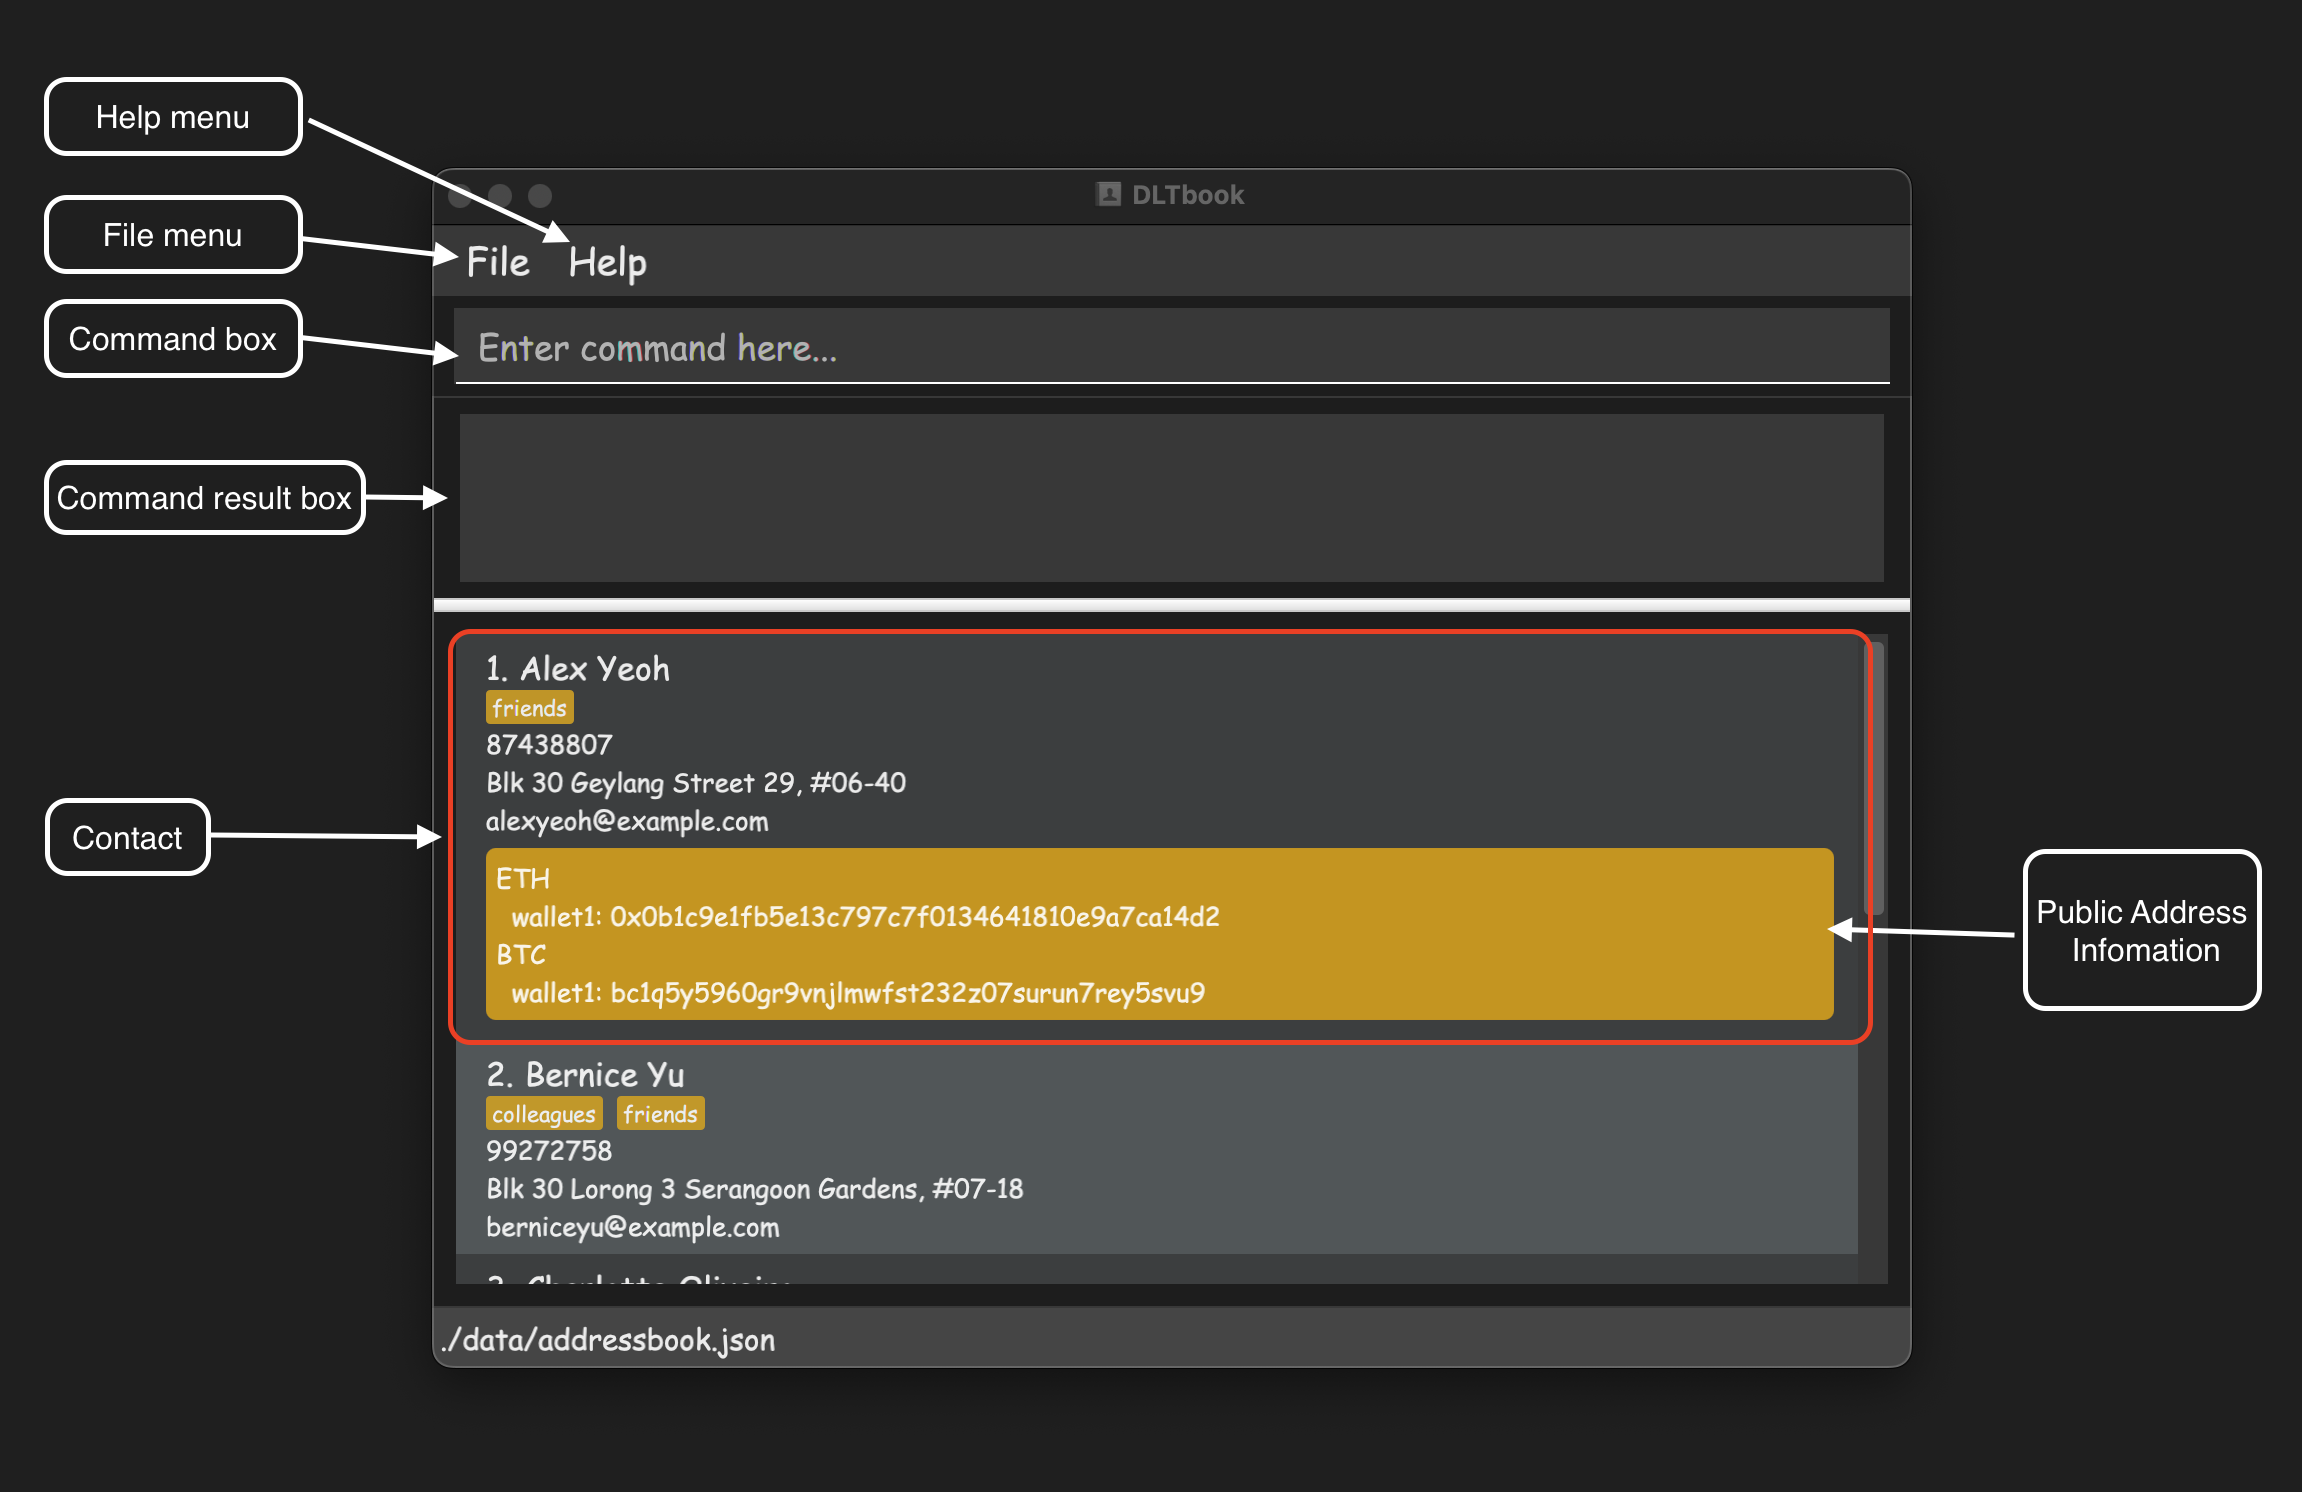 Help menu
File menu
Command box
Command result box
Contact
DLTbook
File Help
Enter command here...
1. Alex Yeoh
friends
87438807
Blk 30 Geylang Street 29, #06-40
alexyeoh@example.com
ETH
wallet1: 0x0b1c9e1fb5e13c797c7f0134641810e9a7ca14d2
BTC
wallet1: bc1q5y5960gr9vnjlmwfst232z07surun7rey5svu9
2. Bernice Yu
colleagues friends
99272758
Blk 30 Lorong 3 Serangoon Gardens, #07-18
berniceyu@example.com
./data/addressbook.json
Public Address
Infomation